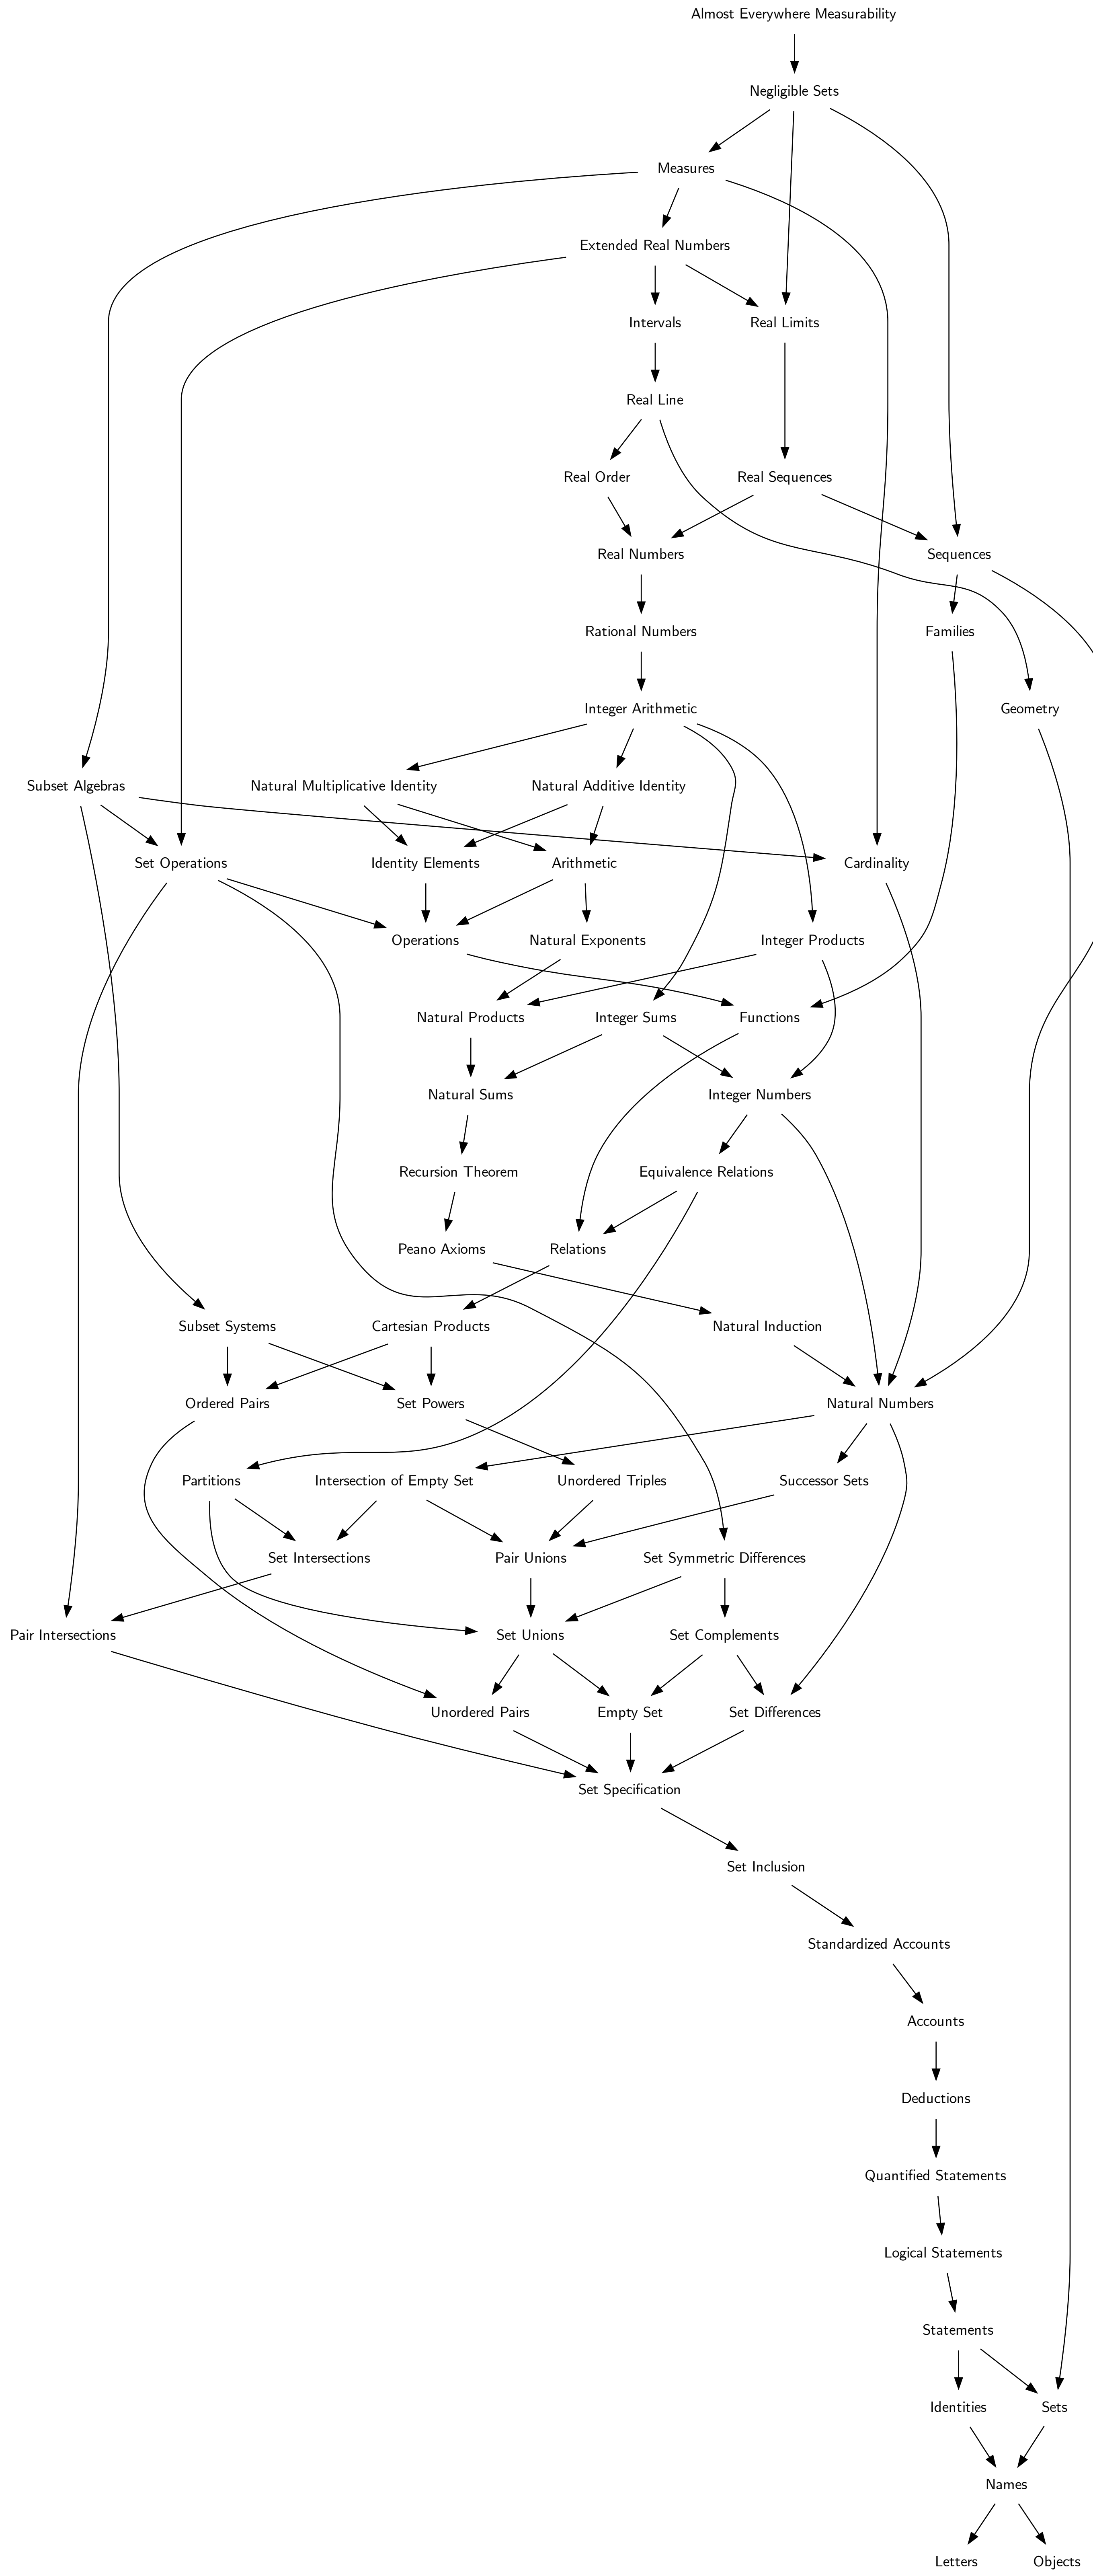 Almost Everywhere Measurability
Negligible Sets
Measures
Extended Real Numbers
Intervals
Real Limits
Real Line
Real Order
Real Sequences
Real Numbers
Sequences
Rational Numbers
Families
Integer Arithmetic
Geometry
Subset Algebras
Natural Multiplicative Identity
Natural Additive Identity
Set Operations
Identity Elements
Arithmetic
Cardinality
Operations
Natural Exponents
Integer Products
Natural Products
Integer Sums
Functions
Natural Sums
Integer Numbers
Recursion Theorem
Equivalence Relations
Peano Axioms
Relations
Subset Systems
Cartesian Products
Natural Induction
Ordered Pairs
Set Powers
Natural Numbers
Partitions
Intersection of Empty Set
Unordered Triples
Successor Sets
Set Intersections
Pair Unions
Set Symmetric Differences
Pair Intersections
Set Unions
Set Complements
Unordered Pairs
Empty Set
Set Differences
Set Specification
Set Inclusion
Standardized Accounts
Accounts
Deductions
Quantified Statements
Logical Statements
Statements
Identities
Sets
Names
Letters
Objects